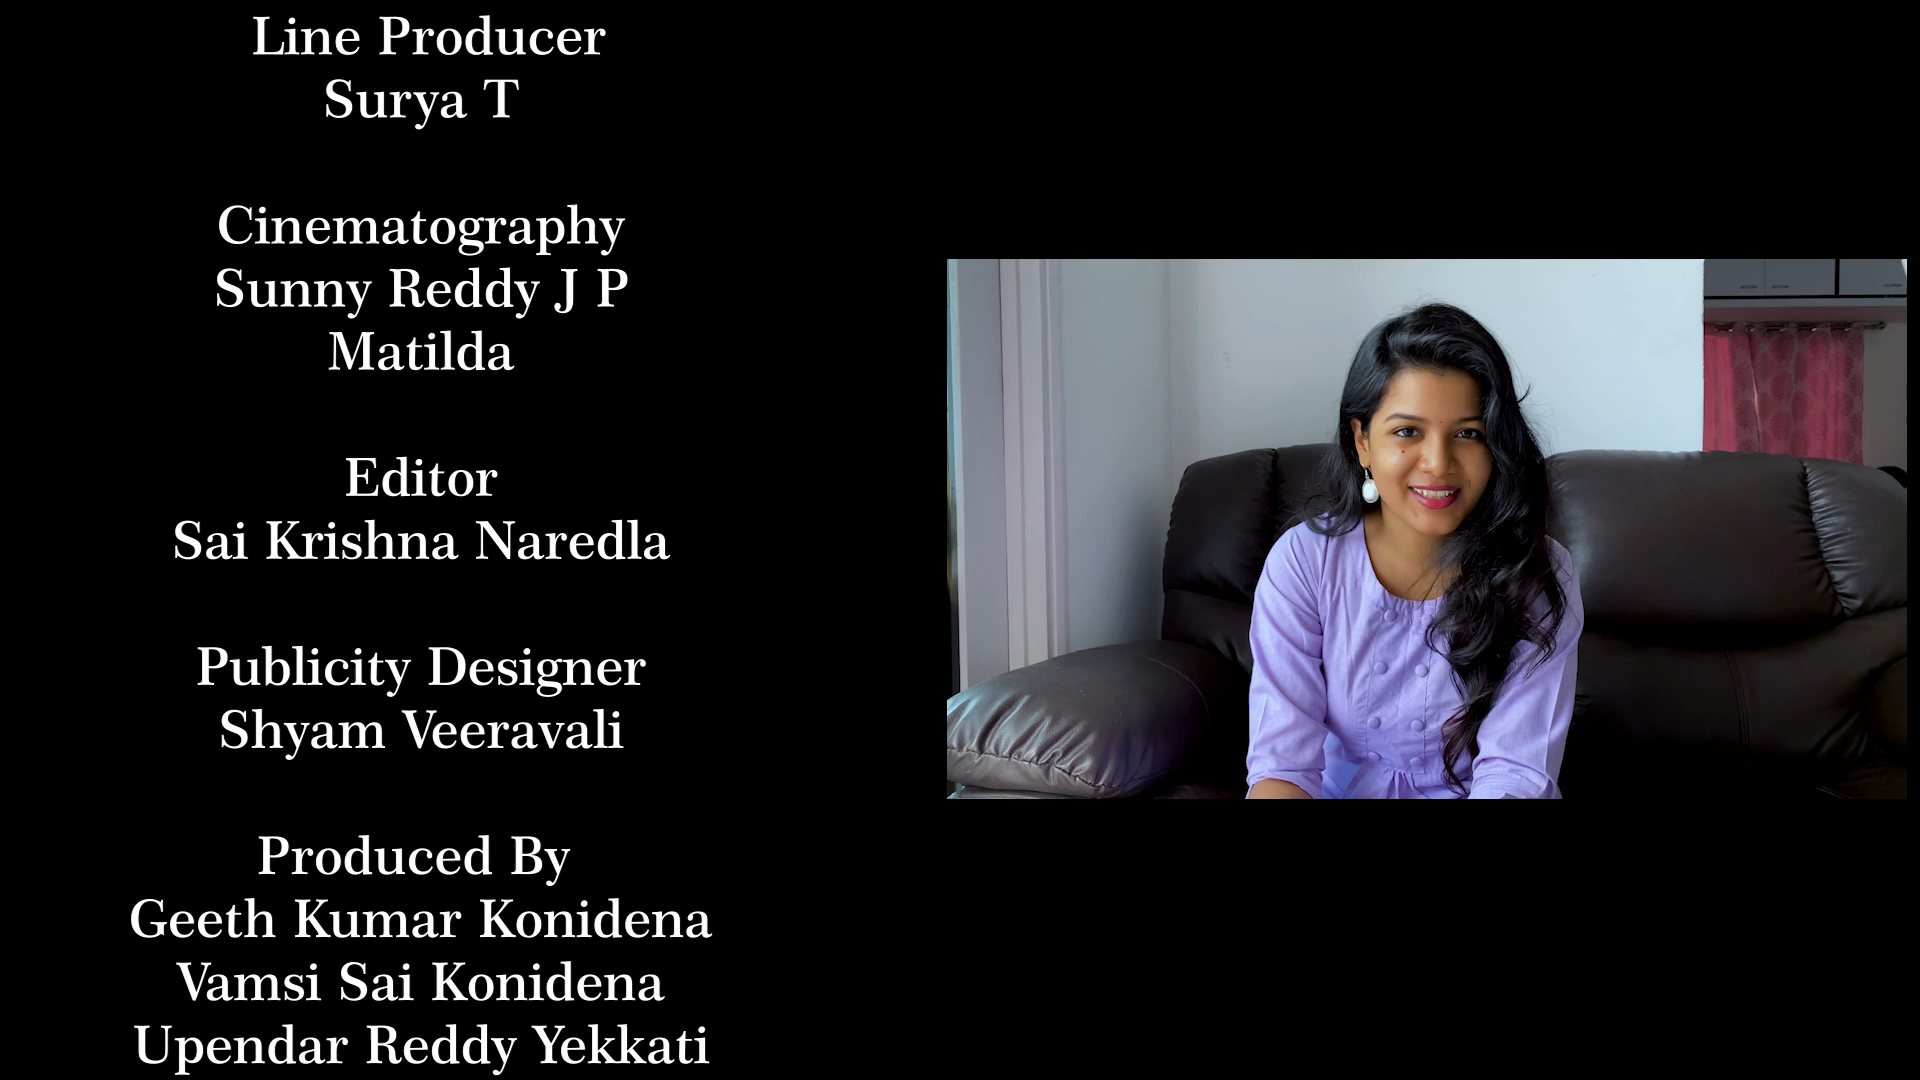 Line Producer
Surya T
Cinematography
Sunny Reddy J P
Matilda
Editor
Sai Krishna Naredla
Publicity Designer
Shyam Veeravali
Produced By
Geeth Kumar Konidena
Vamsi Sai Konidena
Upendar Reddy Yekkati